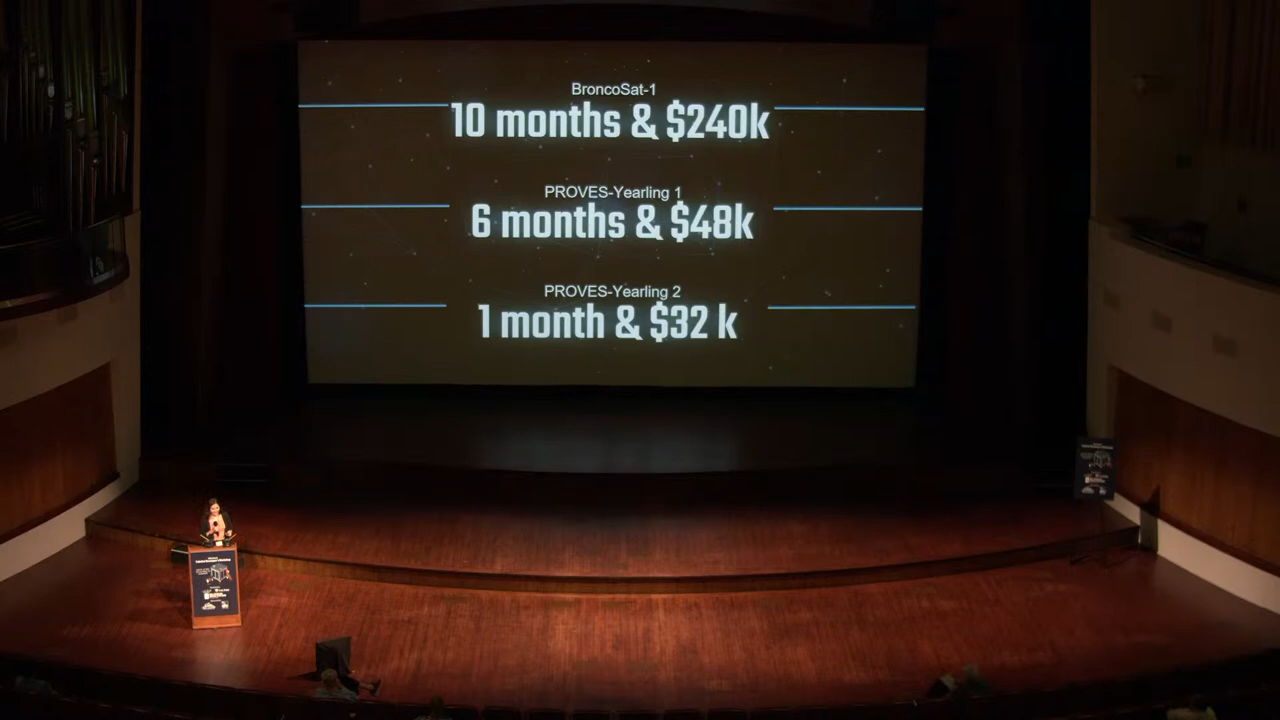 BroncoSat-1
10 months & $240k
PROVES-Yearling 1
6 months & $48k
PROVES-Yearling 2
1 month & $32 k